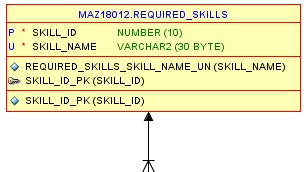 MAZ18012.REQUIRED_SKILLS
P * SKILL_ID NUMBER (10)
U * SKILL_NAME VARCHAR2 (30 BYTE)
REQUIRED_SKILLS_SKILL_NAME_UN (SKILL_NAME)
SKILL_ID_PK (SKILL_ID)
SKILL_ID_PK (SKILL_ID)